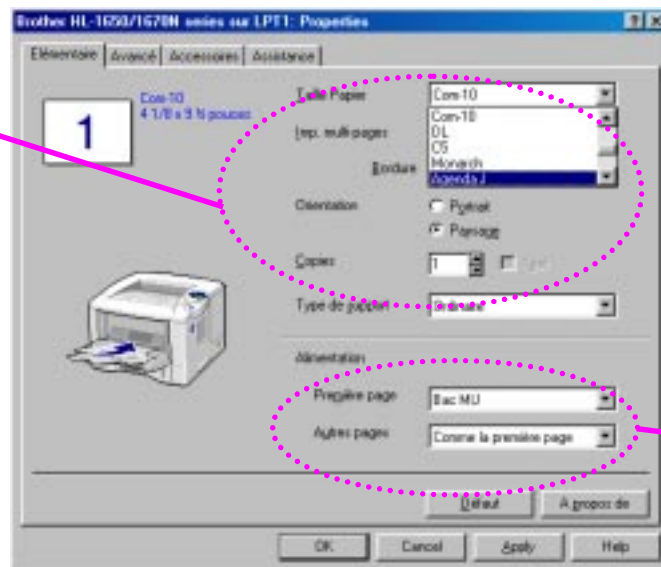 Brother HL-1650/1670N series sur LPT1: Properties
Elémentaire Avancé Accessoires Assistance
1
Com-10
4 1/8 x 9 ½ pouces
Taille Papier Com-10
Com-10
DL
C5
Monarch
Agenda J
Imp. multi-pages
Bordure
Orientation Portrait
Paysage
Copies 1
Type de support Ordinaire
Alimentation
Première page Bac MU
Autres pages Comme la première page
Défaut A propos de
OK Cancel Apply Help